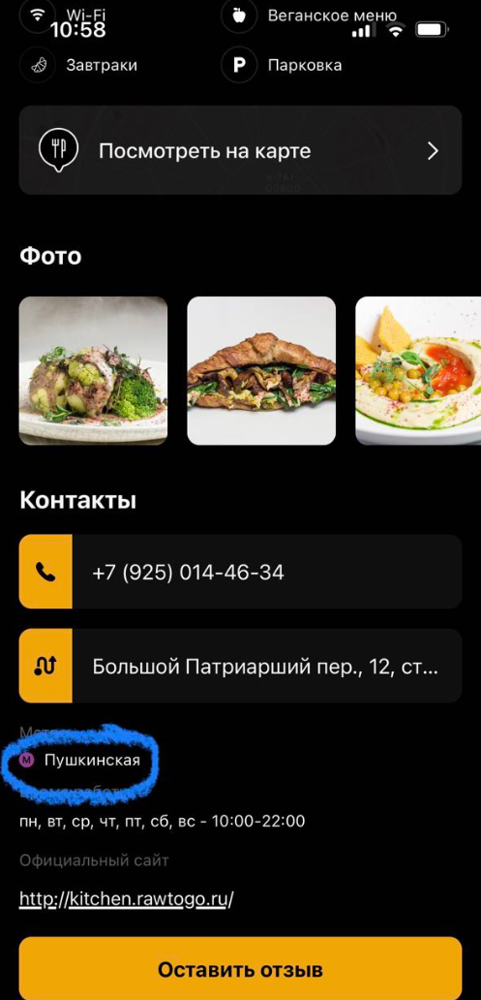 Wi-Fi
Веганское меню
10:58
Завтраки
P Парковка
Посмотреть на карте
Фото
Контакты
+7 (925) 014-46-34
Большой Патриарший пер., 12, ст...
М Пушкинская
пн, вт, ср, чт, пт, сб, вс - 10:00-22:00
Официальный сайт
http://kitchen.rawtogo.ru/
Оставить отзыв